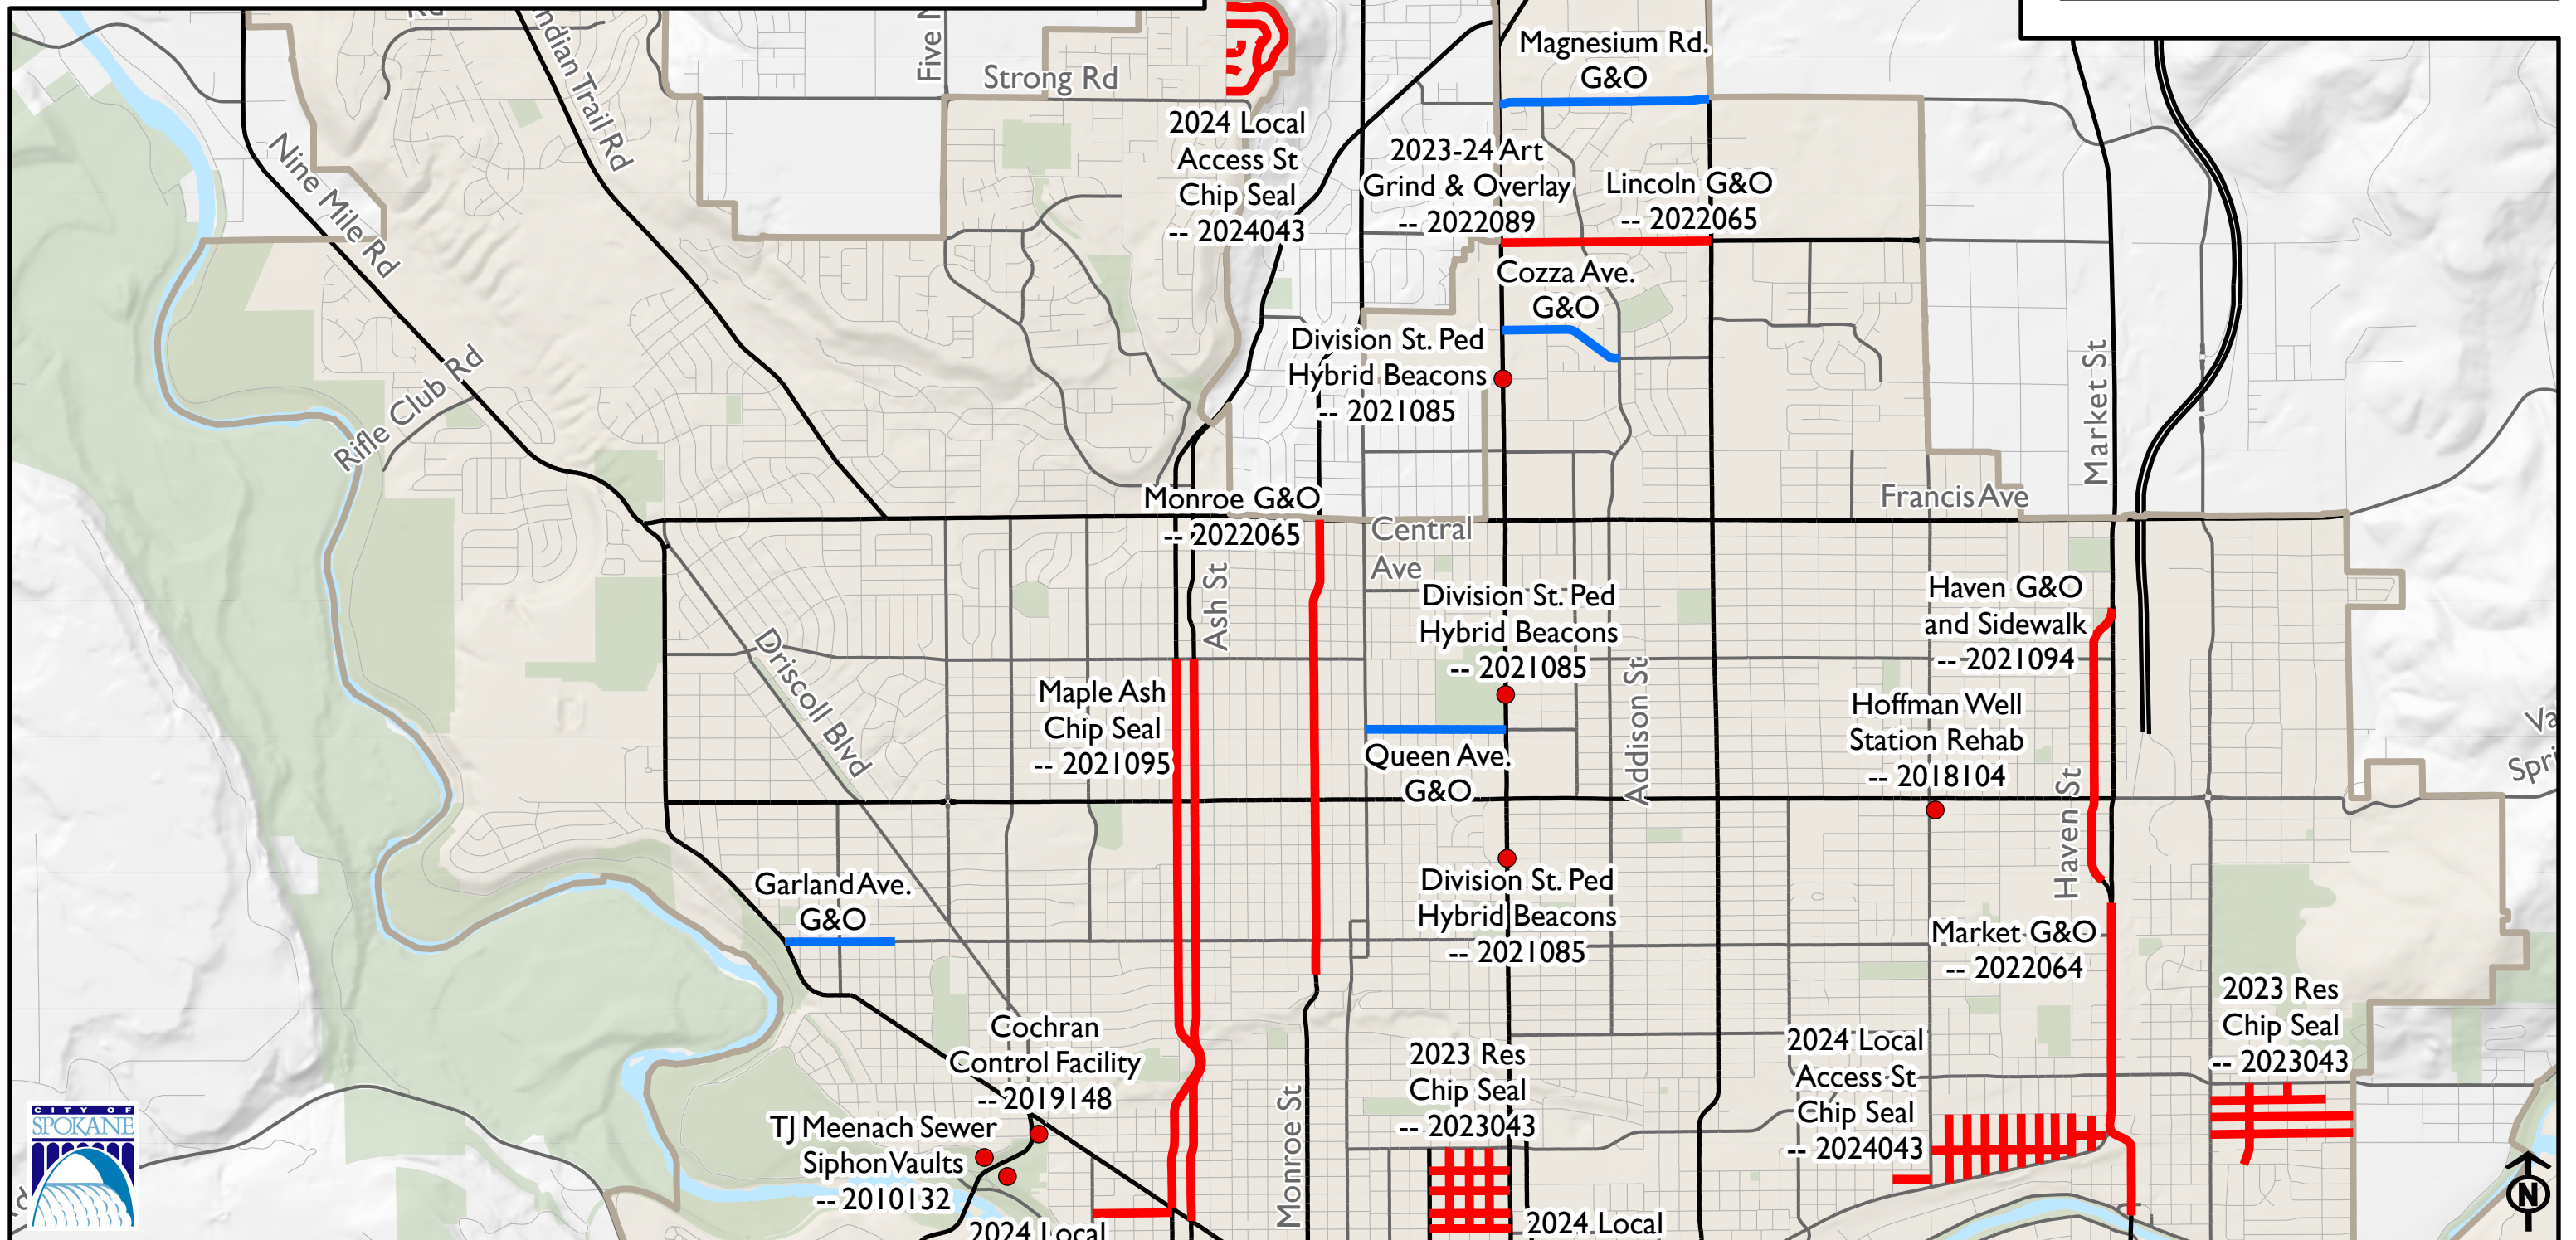 Rd
Indian Trail Rd
Five M
Strong Rd
Magnesium Rd.
G&O
2024 Local
Access St
Chip Seal
-- 2024043
2023-24 Art
Grind & Overlay
-- 2022089
Lincoln G&O
-- 2022065
Nine Mile Rd
Cozza Ave.
G&O
Division St. Ped
Hybrid Beacons
-- 2021085
Rifle Club Rd
Market St
Monroe G&O
-- 2022065
Francis Ave
Central
Ave
Ash St
Division St. Ped
Hybrid Beacons
-- 2021085
Haven G&O
and Sidewalk
-- 2021094
Driscoll Blvd
Maple Ash
Chip Seal
-- 2021095
Addison St
Hoffman Well
Station Rehab
-- 2018104
Queen Ave.
G&O
Va
Spri
Haven St
Garland Ave.
G&O
Division St. Ped
Hybrid Beacons
-- 2021085
Market G&O
-- 2022064
2023 Res
Chip Seal
-- 2023043
Cochran
Control Facility
-- 2019148
2023 Res
Chip Seal
-- 2023043
2024 Local
Access St
Chip Seal
-- 2024043
Monroe St
TJ Meenach Sewer
Siphon Vaults
-- 2010132
CITY OF
SPOKANE
N
d
2024 Local
2024 Local